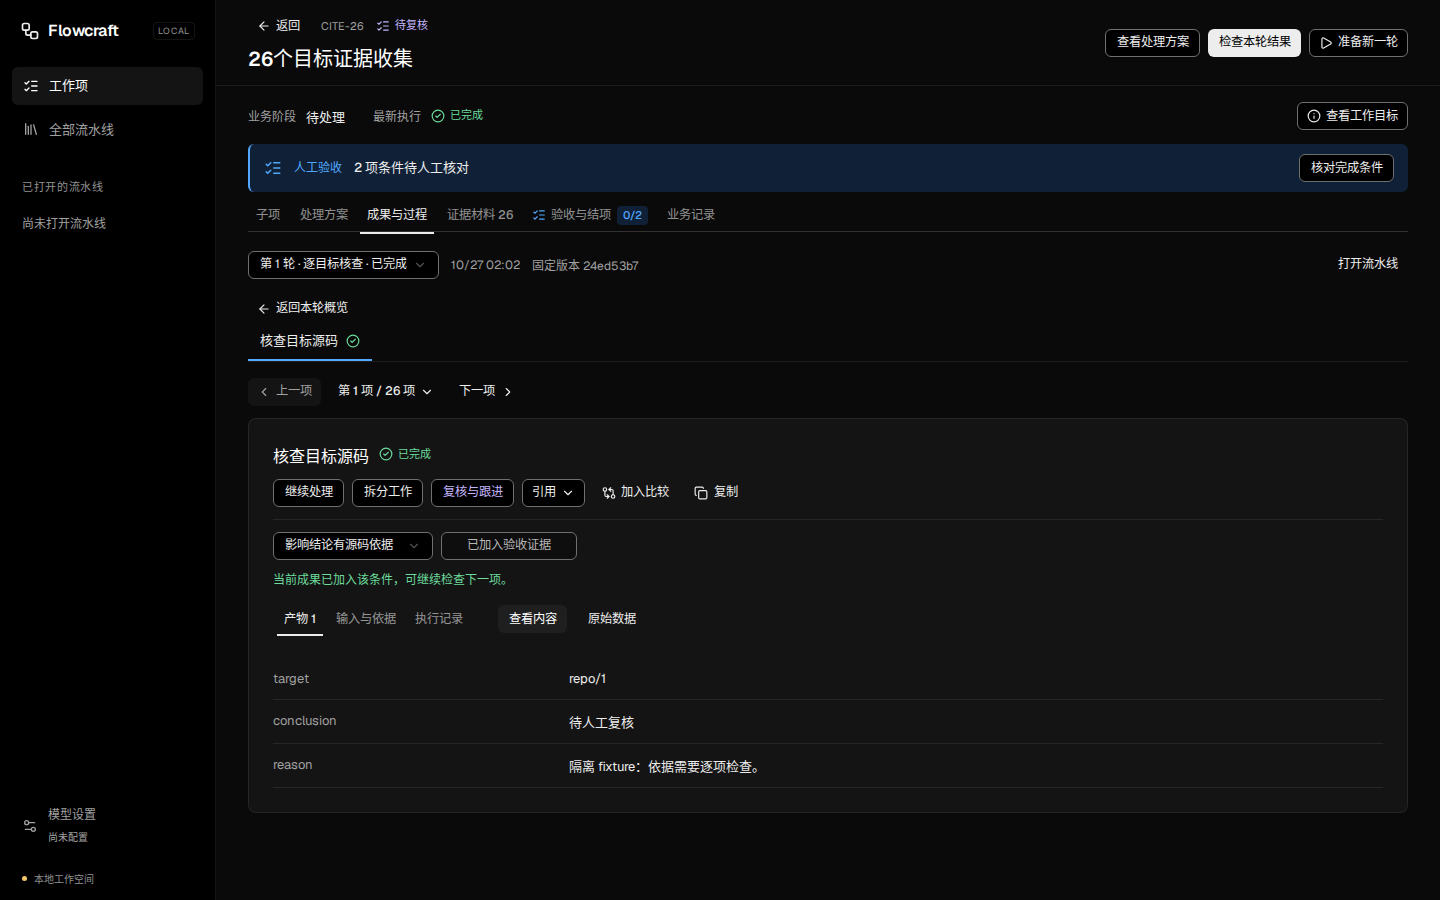 Flowcraft LOCAL
工作项
全部流水线
已打开的流水线
尚未打开流水线
模型设置
尚未配置
本地工作空间
返回 CITE-26 待复核
26个目标证据收集
查看处理方案 检查本轮结果 准备新一轮
业务阶段 待处理 最新执行 已完成 查看工作目标
人工验收 2 项条件待人工核对 核对完成条件
子项 处理方案 成果与过程 证据材料 26 验收与结项 0/2 业务记录
第 1 轮 · 逐目标核查 · 已完成 10/27 02:02 固定版本 24ed53b7 打开流水线
返回本轮概览
核查目标源码
上一项 第 1 项 / 26 项 下一项
核查目标源码 已完成
继续处理 拆分工作 复核与跟进 引用 加入比较 复制
影响结论有源码依据 已加入验收证据
当前成果已加入该条件，可继续检查下一项。
产物 1 输入与依据 执行记录 查看内容 原始数据
target repo/1
conclusion 待人工复核
reason 隔离 fixture：依据需要逐项检查。